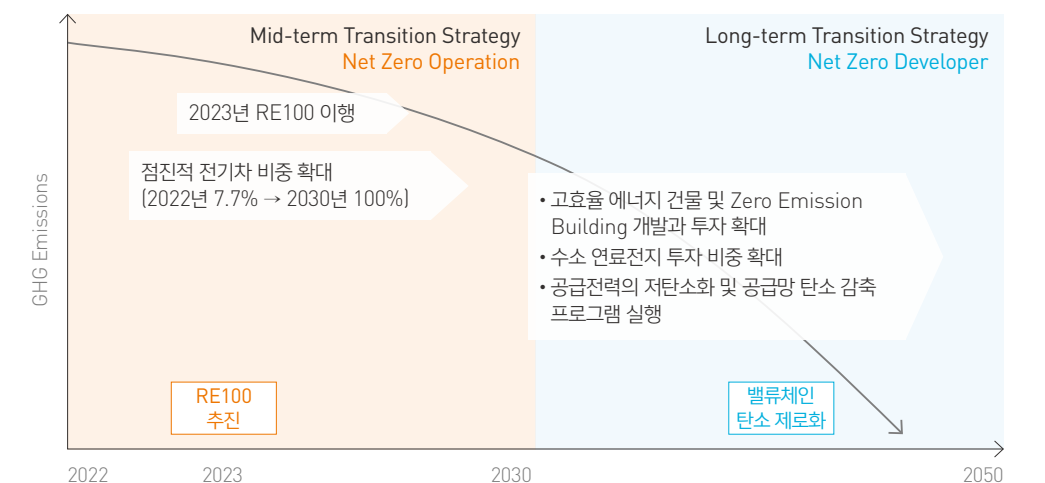 Mid-term Transition Strategy
Net Zero Operation
Long-term Transition Strategy
Net Zero Developer
2023년 RE100 이행
점진적 전기차 비중 확대
(2022년 7.7% → 2030년 100%)
• 고효율 에너지 건물 및 Zero Emission
Building 개발과 투자 확대
• 수소 연료전지 투자 비중 확대
• 공급전력의 저탄소화 및 공급망 탄소 감축
프로그램 실행
GHG Emissions
RE100
추진
밸류체인
탄소 제로화
2022
2023
2030
2050